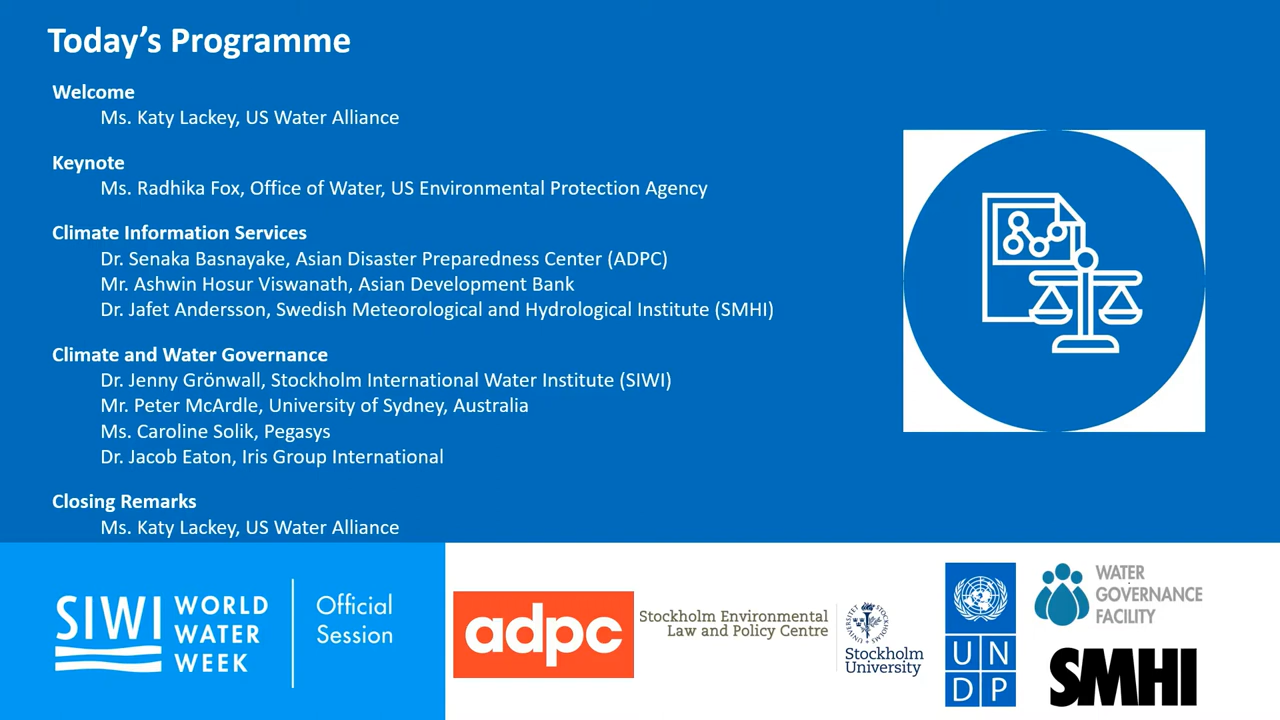 Today's Programme
Welcome
Ms. Katy Lackey, US Water Alliance
Keynote
Ms. Radhika Fox, Office of Water, US Environmental Protection Agency
Climate Information Services
Dr. Senaka Basnayake, Asian Disaster Preparedness Center (ADPC)
Mr. Ashwin Hosur Viswanath, Asian Development Bank
Dr. Jafet Andersson, Swedish Meteorological and Hydrological Institute (SMHI)
Climate and Water Governance
Dr. Jenny Grönwall, Stockholm International Water Institute (SIWI)
Mr. Peter McArdle, University of Sydney, Australia
Ms. Caroline Solik, Pegasys
Dr. Jacob Eaton, Iris Group International
Closing Remarks
Ms. Katy Lackey, US Water Alliance
SIWI
WORLD
WATER
WEEK
Official
Session
adpc
Stockholm Environmental
Law and Policy Centre
Stockholm
University
UN
DP
WATER
GOVERNANCE
FACILITY
SMHI